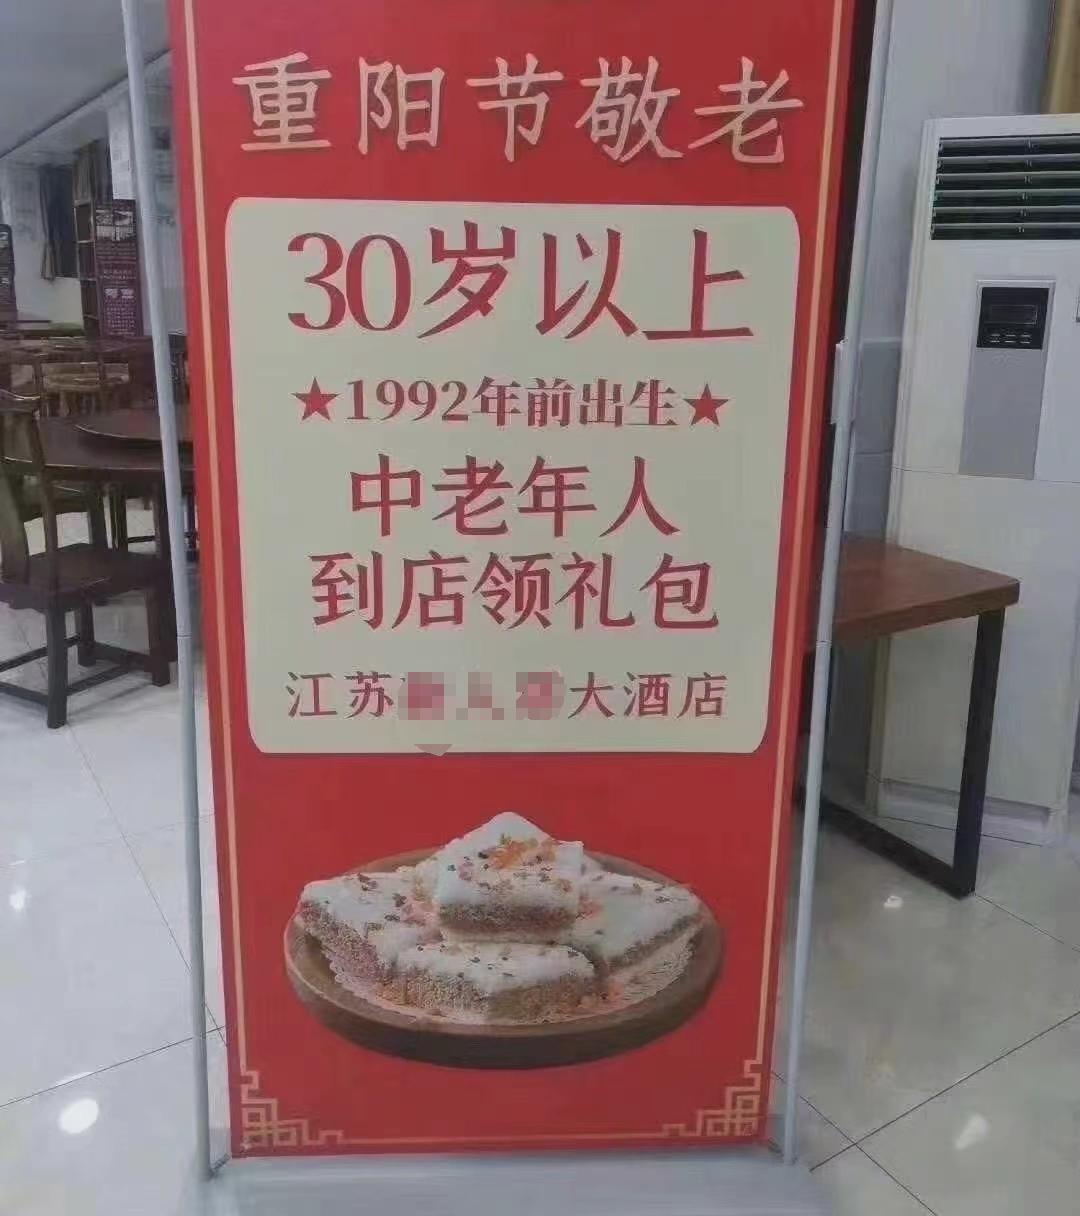 重阳节敬老
30岁以上
★1992年前出生★
中老年人
到店领礼包
江苏 大酒店